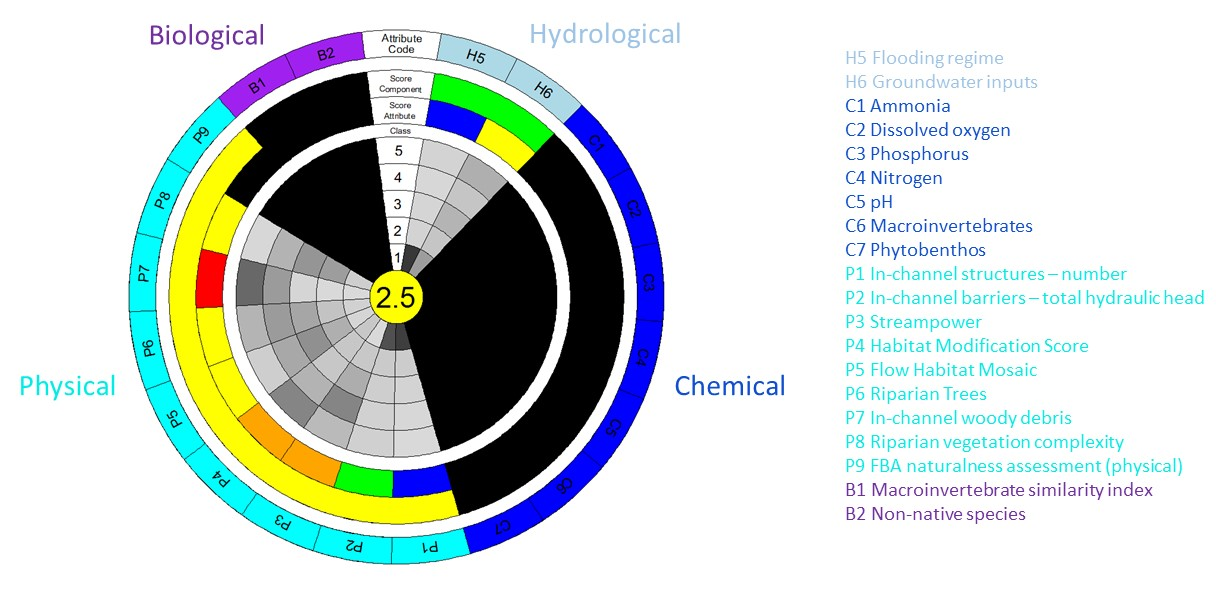 Biological
Hydrological
Attribute
Code
B2
H5
B1
H6
Score
Component
Score
Attribute
Class
5
4
3
2
1
2.5
P9
P8
P7
P6
P5
P4
P3
P2
P1
C1
C2
C3
C4
C5
C6
C7
Physical
Chemical
H5 Flooding regime
H6 Groundwater inputs
C1 Ammonia
C2 Dissolved oxygen
C3 Phosphorus
C4 Nitrogen
C5 pH
C6 Macroinvertebrates
C7 Phytobenthos
P1 In-channel structures – number
P2 In-channel barriers – total hydraulic head
P3 Streampower
P4 Habitat Modification Score
P5 Flow Habitat Mosaic
P6 Riparian Trees
P7 In-channel woody debris
P8 Riparian vegetation complexity
P9 FBA naturalness assessment (physical)
B1 Macroinvertebrate similarity index
B2 Non-native species